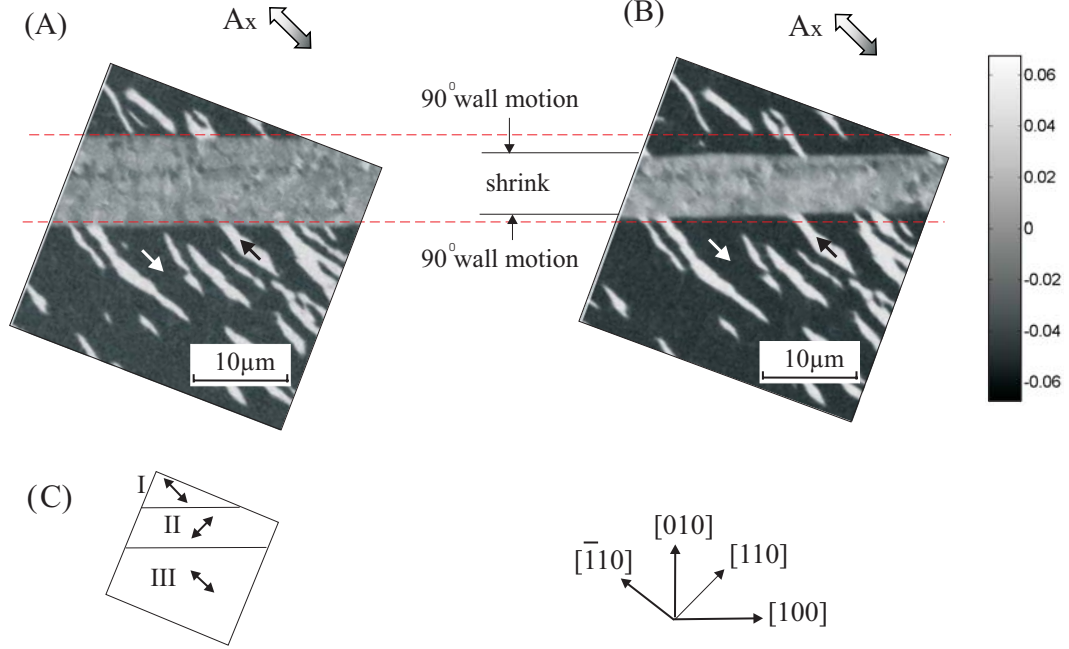 (A)
Ax
(B)
Ax
90° wall motion
shrink
90° wall motion
10µm
10µm
0.06
0.04
0.02
0
-0.02
-0.04
-0.06
(C)
I
II
III
[1̅10]
[010]
[110]
[100]